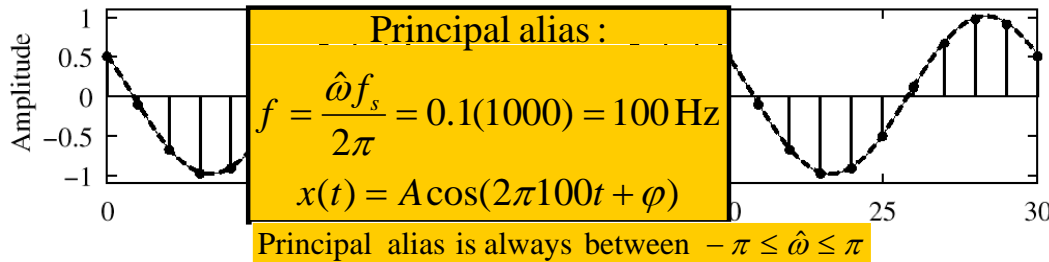 Principal alias :
f = ω̂f_s / 2π = 0.1(1000) = 100 Hz
x(t) = A cos(2π100t + φ)
Amplitude
1
0.5
0
−0.5
−1
0
25
30
Principal alias is always between − π ≤ ω̂ ≤ π